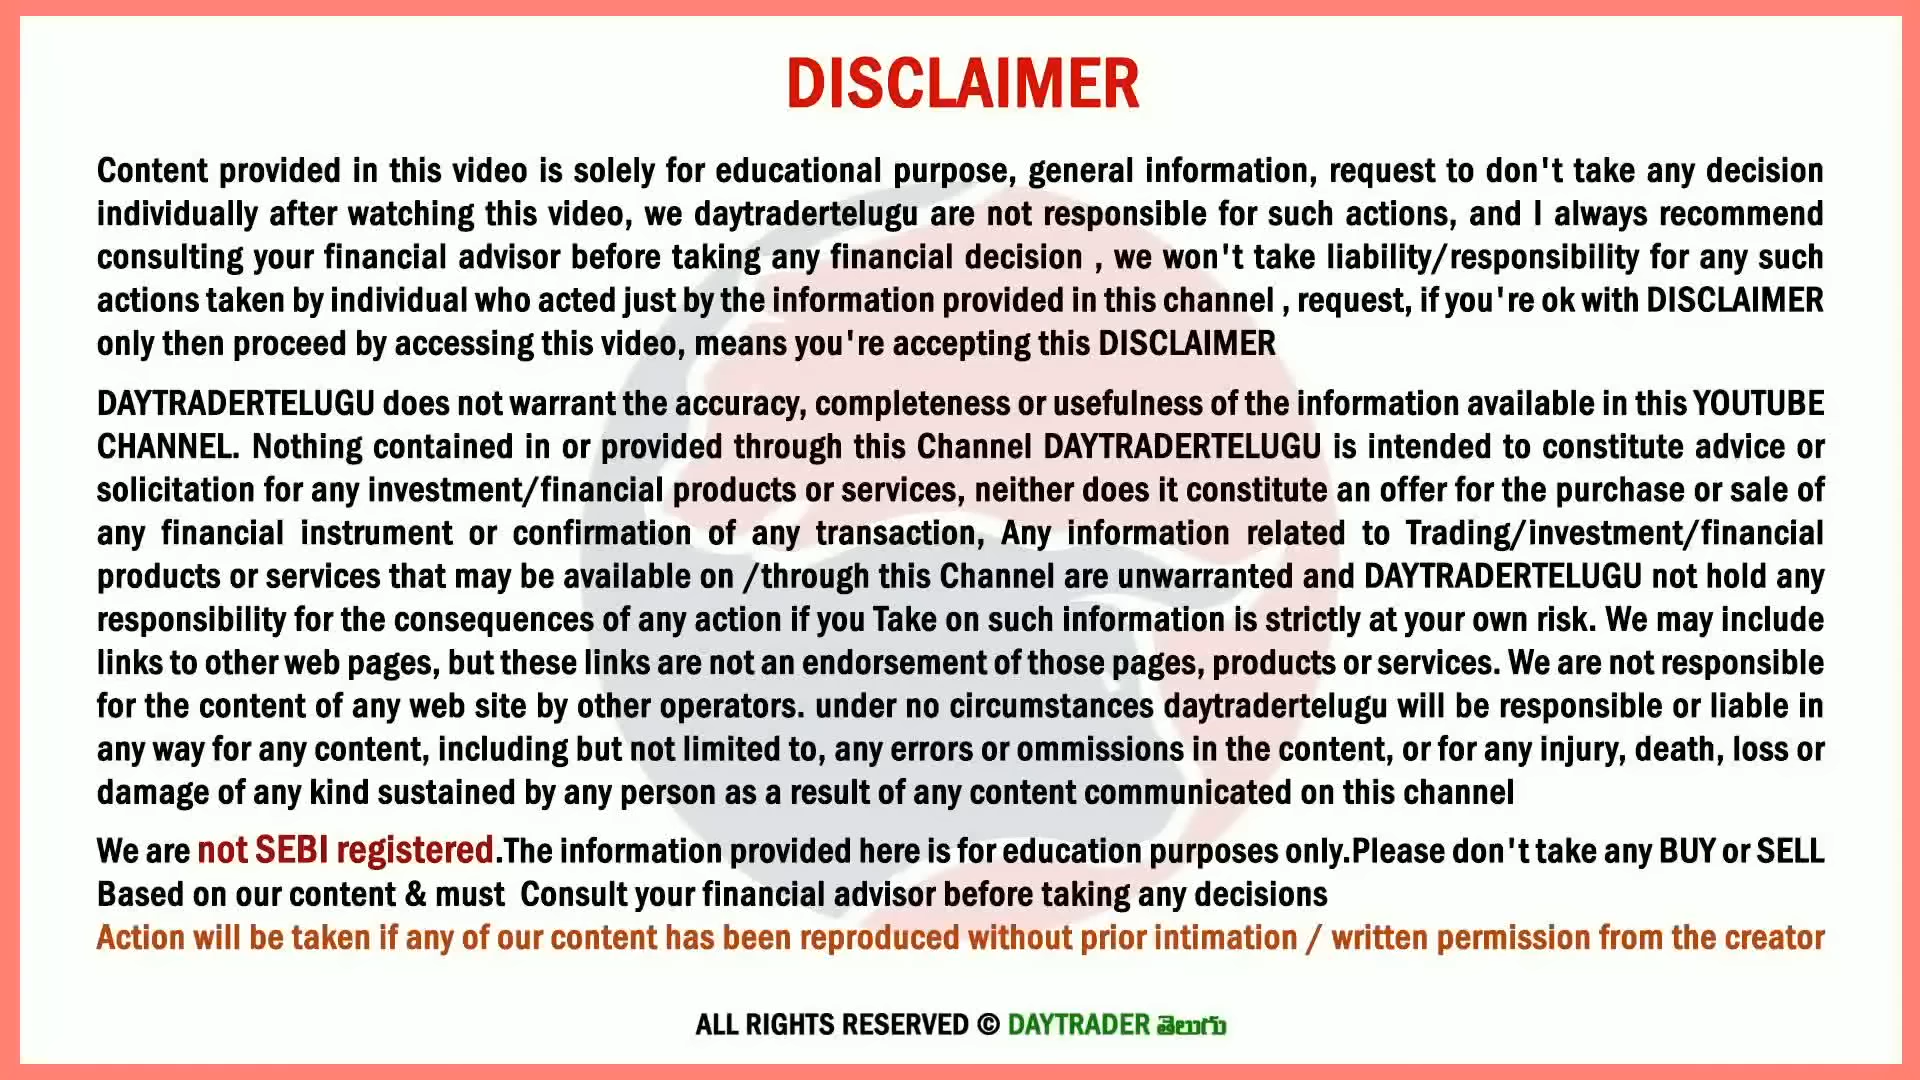 DISCLAIMER
Content provided in this video is solely for educational purpose, general information, request to don't take any decision
individually after watching this video, we daytradertelugu are not responsible for such actions, and I always recommend
consulting your financial advisor before taking any financial decision , we won't take liability/responsibility for any such
actions taken by individual who acted just by the information provided in this channel , request, if you're ok with DISCLAIMER
only then proceed by accessing this video, means you're accepting this DISCLAIMER
DAYTRADERTELUGU does not warrant the accuracy, completeness or usefulness of the information available in this YOUTUBE
CHANNEL. Nothing contained in or provided through this Channel DAYTRADERTELUGU is intended to constitute advice or
solicitation for any investment/financial products or services, neither does it constitute an offer for the purchase or sale of
any financial instrument or confirmation of any transaction, Any information related to Trading/investment/financial
products or services that may be available on /through this Channel are unwarranted and DAYTRADERTELUGU not hold any
responsibility for the consequences of any action if you Take on such information is strictly at your own risk. We may include
links to other web pages, but these links are not an endorsement of those pages, products or services. We are not responsible
for the content of any web site by other operators. under no circumstances daytradertelugu will be responsible or liable in
any way for any content, including but not limited to, any errors or ommissions in the content, or for any injury, death, loss or
damage of any kind sustained by any person as a result of any content communicated on this channel
We are not SEBI registered.The information provided here is for education purposes only.Please don't take any BUY or SELL
Based on our content & must  Consult your financial advisor before taking any decisions
Action will be taken if any of our content has been reproduced without prior intimation / written permission from the creator
ALL RIGHTS RESERVED © DAYTRADER తెలుగు